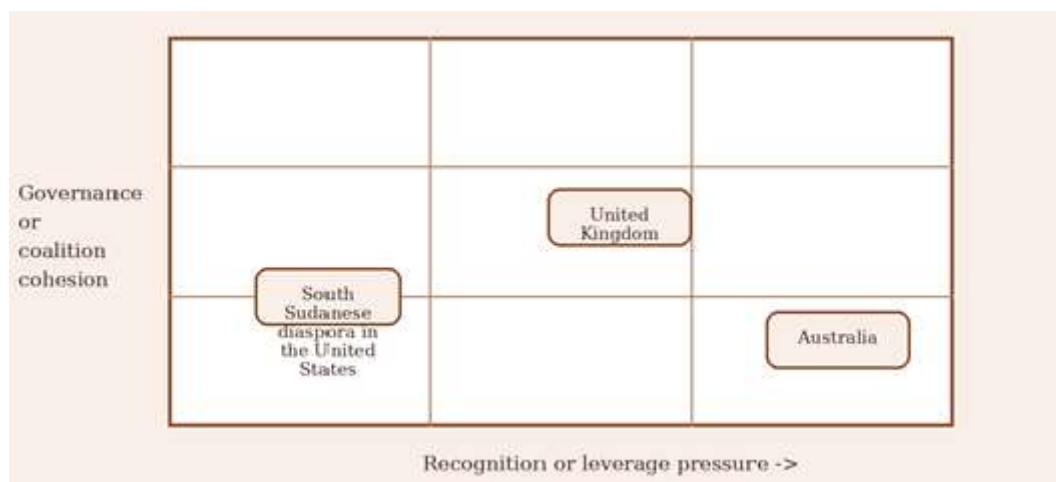 Governance
or
coalition
cohesion
United
Kingdom
South
Sudanese
diaspora in
the United
States
Australia
Recognition or leverage pressure ->